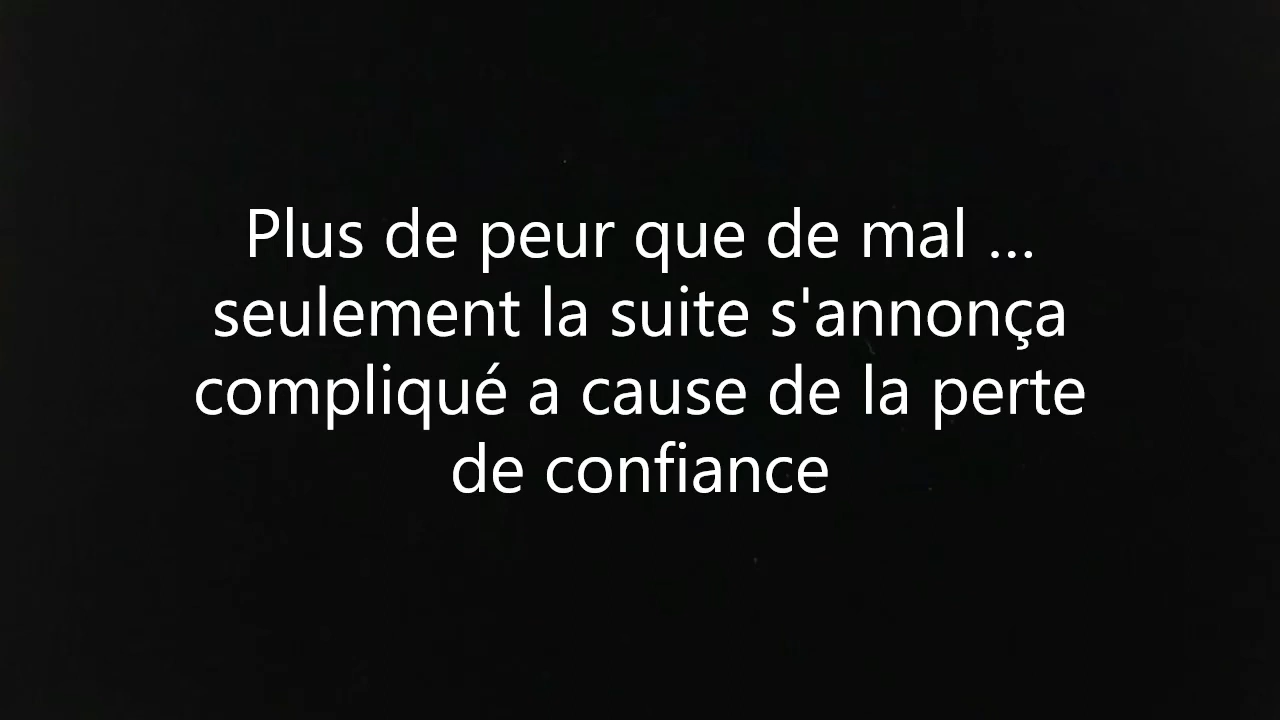 Plus de peur que de mal ...
seulement la suite s'annonça
compliqué a cause de la perte
de confiance